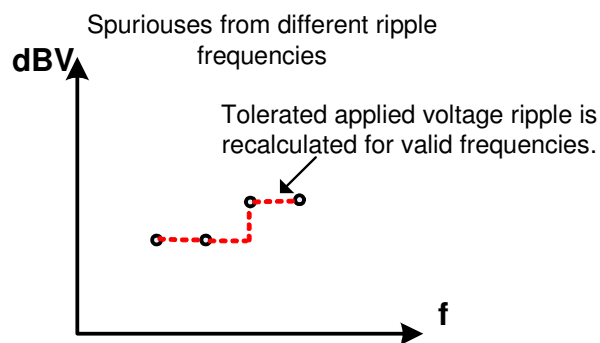 Spuriouses from different ripple
frequencies
dBV
Tolerated applied voltage ripple is
recalculated for valid frequencies.
f